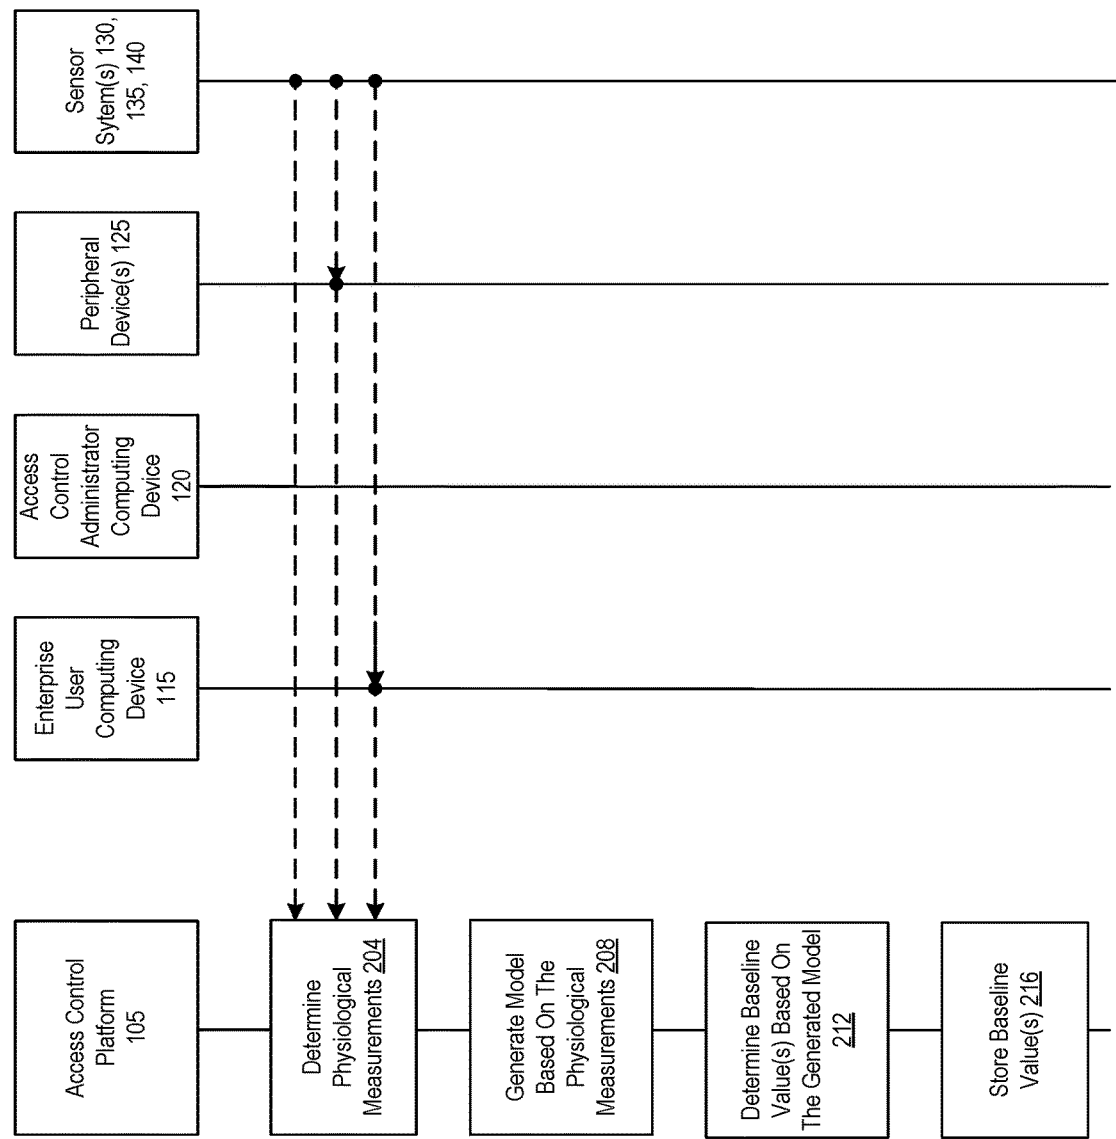 Access Control
Platform
105
Enterprise
User
Computing
Device
115
Access
Control
Administrator
Computing
Device
120
Peripheral
Device(s) 125
Sensor
Sytem(s) 130,
135, 140
Determine
Physiological
Measurements 204
Generate Model
Based On The
Physiological
Measurements 208
Determine Baseline
Value(s) Based On
The Generated Model
212
Store Baseline
Value(s) 216